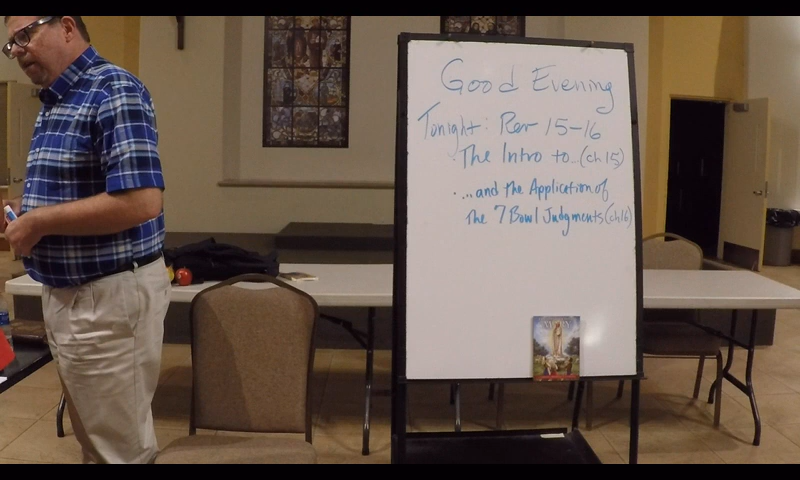 Good Evening
Tonight: Rev 15-16
· The Intro to...(ch 15)
· ...and the Application of
the 7 Bowl Judgments (ch 16)